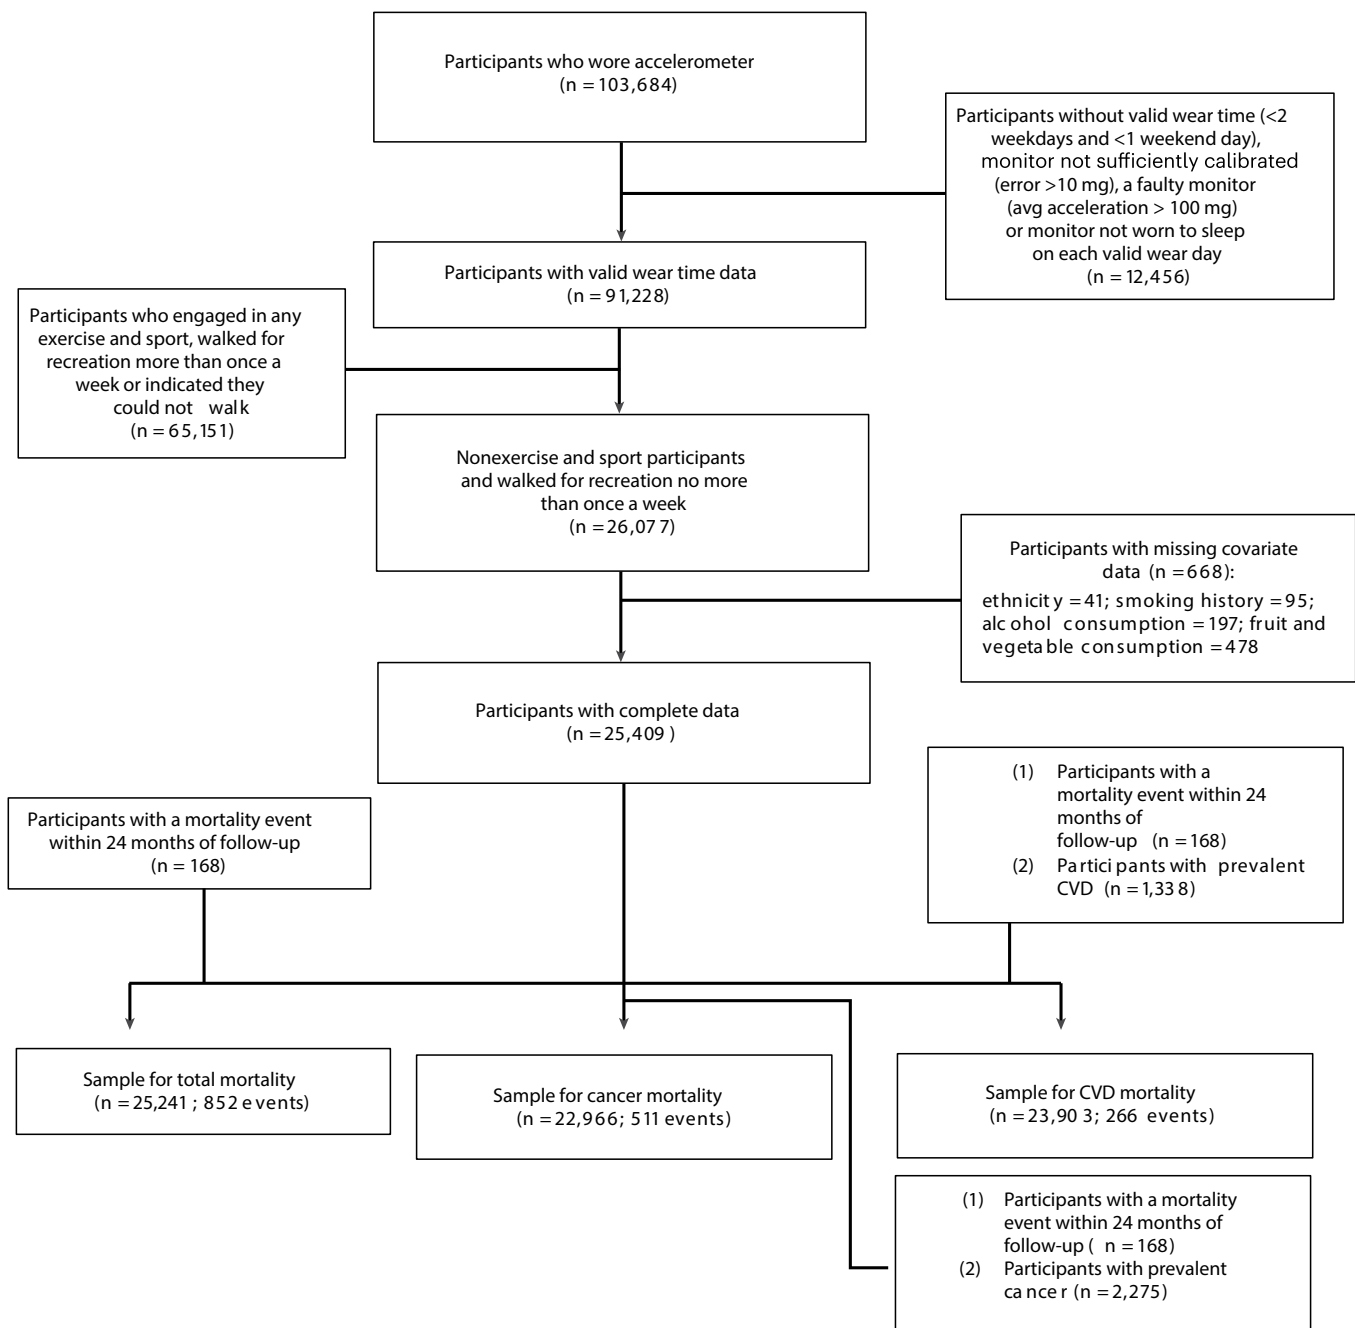 Participants who wore accelerometer
(n = 103,684)
Participants without valid wear time (<2
weekdays and <1 weekend day),
monitor not sufficiently calibrated
(error >10 mg), a faulty monitor
(avg acceleration > 100 mg)
or monitor not worn to sleep
on each valid wear day
(n = 12,456)
Participants with valid wear time data
(n = 91,228)
Participants who engaged in any
exercise and sport, walked for
recreation more than once a
week or indicated they
could not walk
(n = 65,151)
Nonexercise and sport participants
and walked for recreation no more
than once a week
(n = 26,077)
Participants with missing covariate
data (n = 668):
ethnicity = 41; smoking history = 95;
alcohol consumption = 197; fruit and
vegetable consumption = 478
Participants with complete data
(n = 25,409 )
Participants with a mortality event
within 24 months of follow-up
(n = 168)
(1) Participants with a
mortality event within 24
months of
follow-up (n = 168)
(2) Participants with prevalent
CVD (n = 1,338)
Sample for total mortality
(n = 25,241 ; 852 events)
Sample for cancer mortality
(n = 22,966; 511 events)
Sample for CVD mortality
(n = 23,903; 266 events)
(1) Participants with a mortality
event within 24 months of
follow-up ( n = 168)
(2) Participants with prevalent
cancer (n = 2,275)